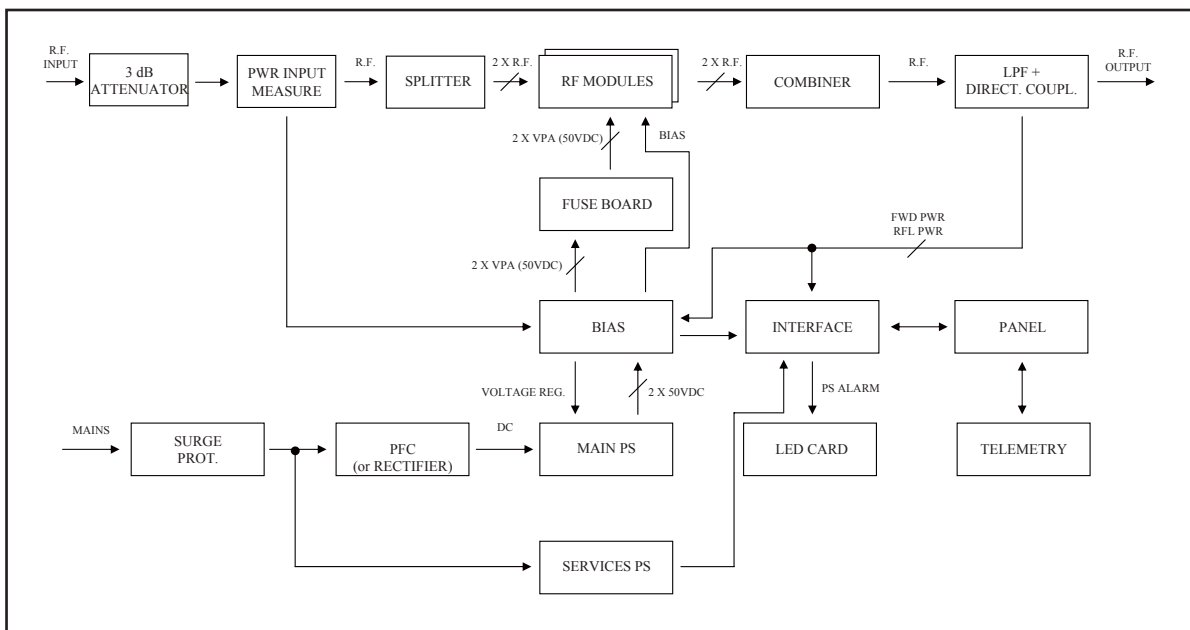 R.F.
INPUT
3 dB
ATTENUATOR
PWR INPUT
MEASURE
R.F.
SPLITTER
2 X R.F.
RF MODULES
2 X R.F.
COMBINER
R.F.
LPF +
DIRECT. COUPL.
R.F.
OUTPUT
2 X VPA (50VDC)
BIAS
FUSE BOARD
FWD PWR
RFL PWR
2 X VPA (50VDC)
BIAS
INTERFACE
PANEL
VOLTAGE REG.
2 X 50VDC
PS ALARM
MAINS
SURGE
PROT.
PFC
(or RECTIFIER)
DC
MAIN PS
LED CARD
TELEMETRY
SERVICES PS